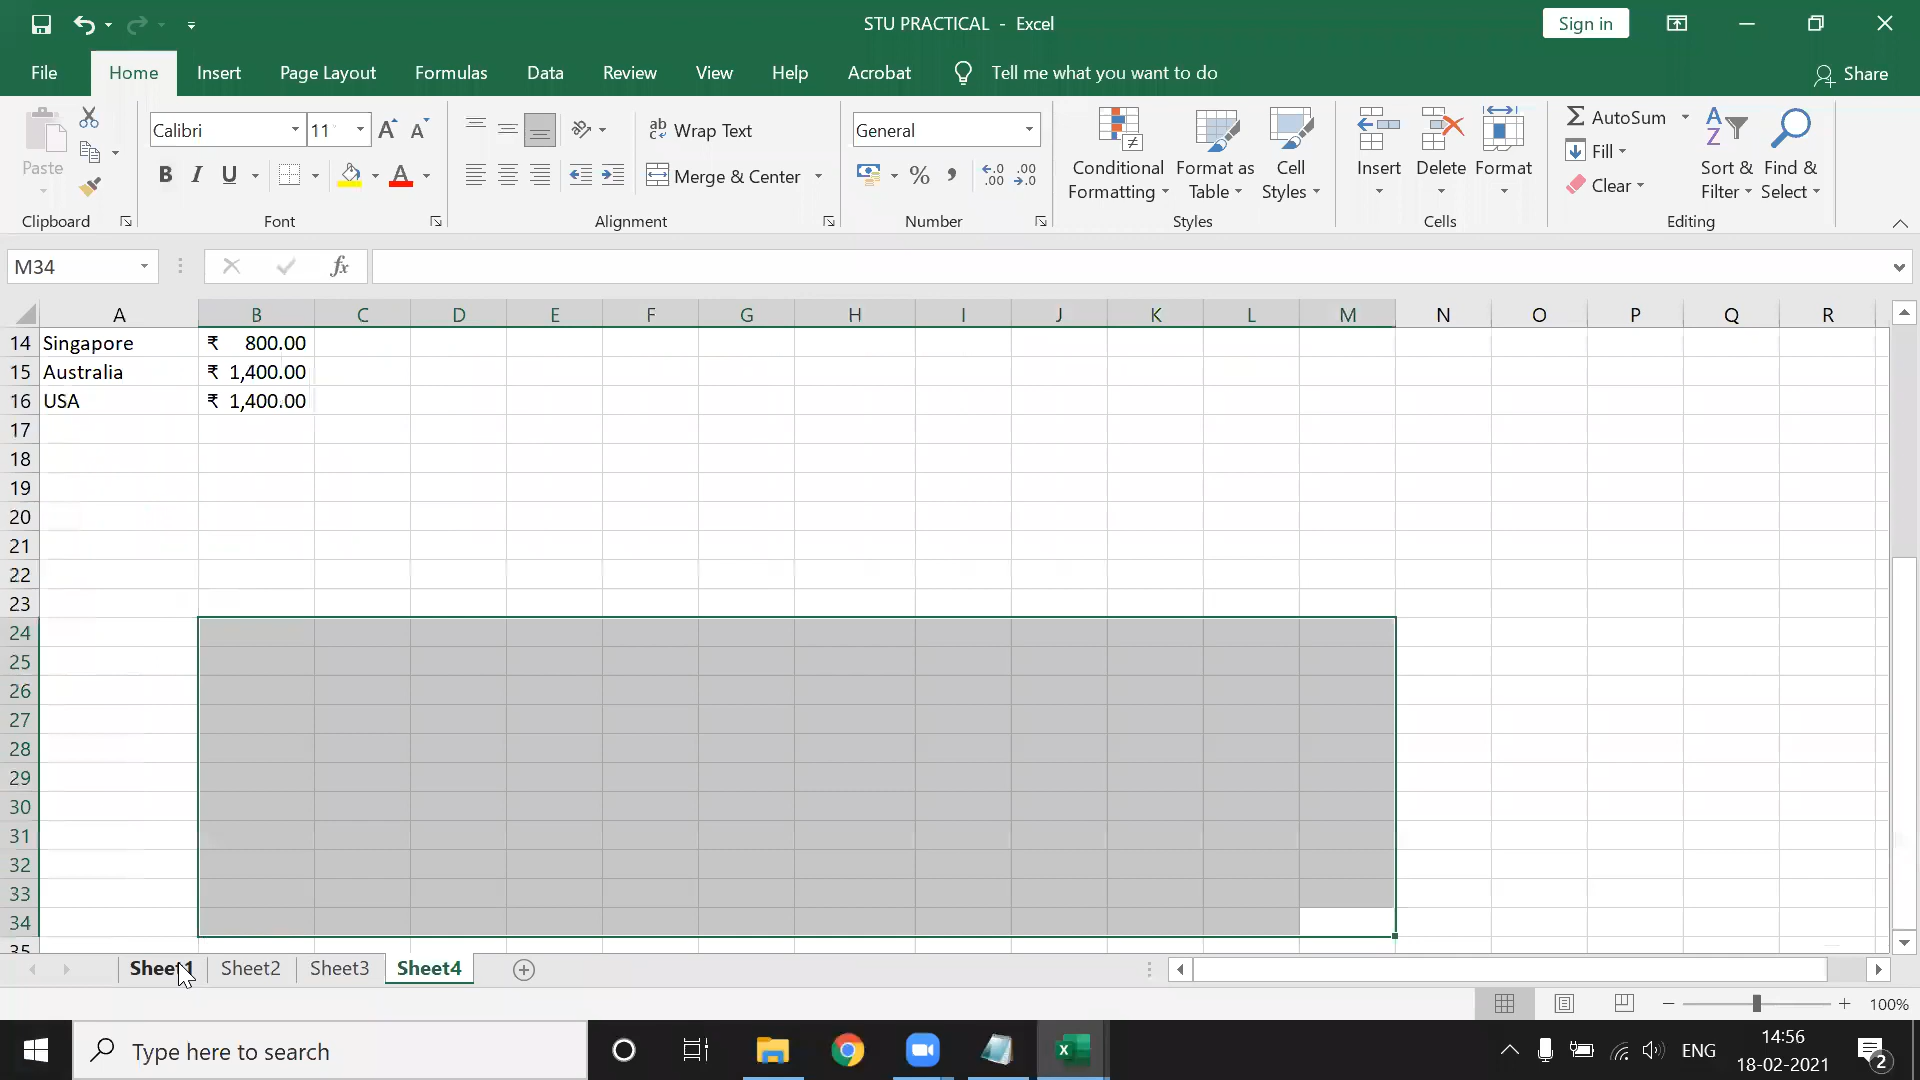 STU PRACTICAL - Excel
Sign in
File Home Insert Page Layout Formulas Data Review View Help Acrobat Tell me what you want to do Share
Paste
Clipboard
Calibri 11
B I U
Font
Wrap Text
Merge & Center
Alignment
General
Number
Conditional Formatting
Format as Table
Cell Styles
Styles
Insert Delete Format
Cells
AutoSum
Fill
Clear
Sort & Filter
Find & Select
Editing
M34 fx
A B C D E F G H I J K L M N O P Q R
14 Singapore ₹ 800.00
15 Australia ₹ 1,400.00
16 USA ₹ 1,400.00
17
18
19
20
21
22
23
24
25
26
27
28
29
30
31
32
33
34
35
Sheet1 Sheet2 Sheet3 Sheet4
100%
Type here to search
ENG
14:56
18-02-2021
2